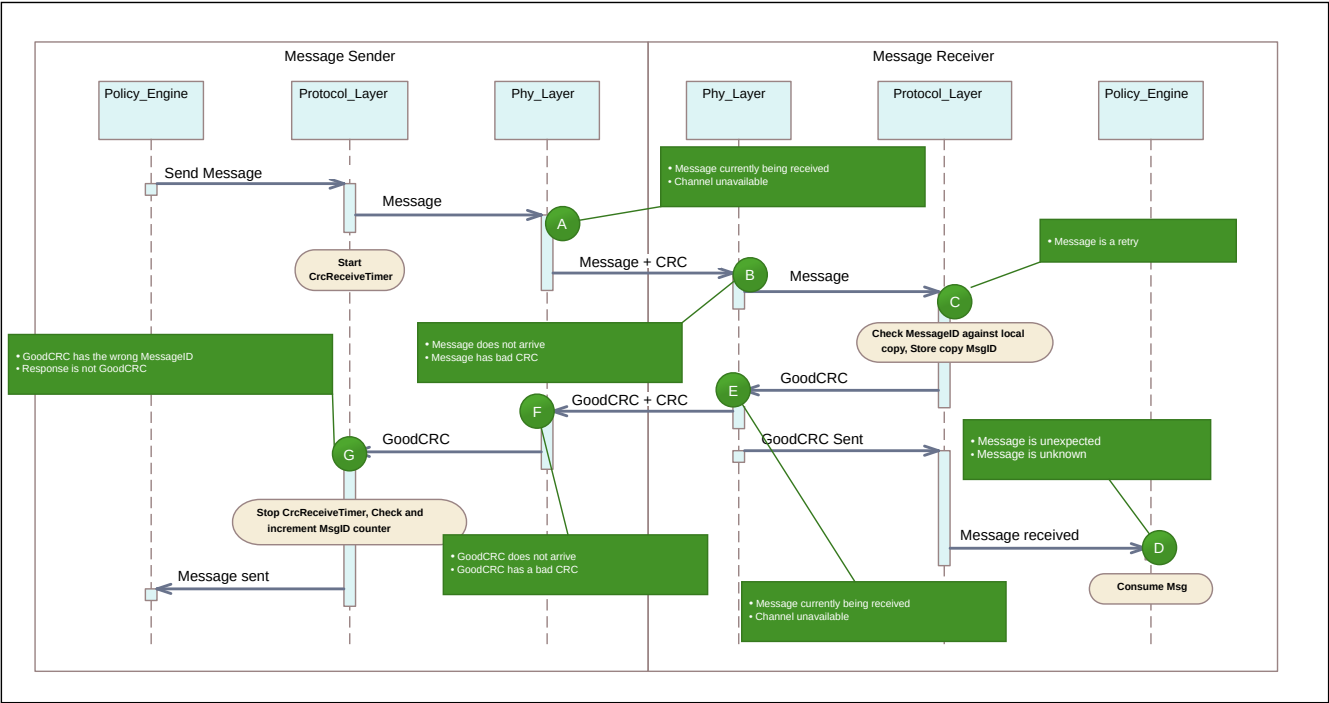 Message Sender
Message Receiver
Policy_Engine
Protocol_Layer
Phy_Layer
Phy_Layer
Protocol_Layer
Policy_Engine
• Message currently being received
• Channel unavailable
Send Message
Message
A
• Message is a retry
Start
CrcReceiveTimer
Message + CRC
B
Message
C
• Message does not arrive
• Message has bad CRC
Check MessageID against local
copy, Store copy MsgID
• GoodCRC has the wrong MessageID
• Response is not GoodCRC
GoodCRC
E
GoodCRC + CRC
F
GoodCRC
G
GoodCRC Sent
• Message is unexpected
• Message is unknown
Stop CrcReceiveTimer, Check and
increment MsgID counter
Message received
D
• GoodCRC does not arrive
• GoodCRC has a bad CRC
Message sent
Consume Msg
• Message currently being received
• Channel unavailable